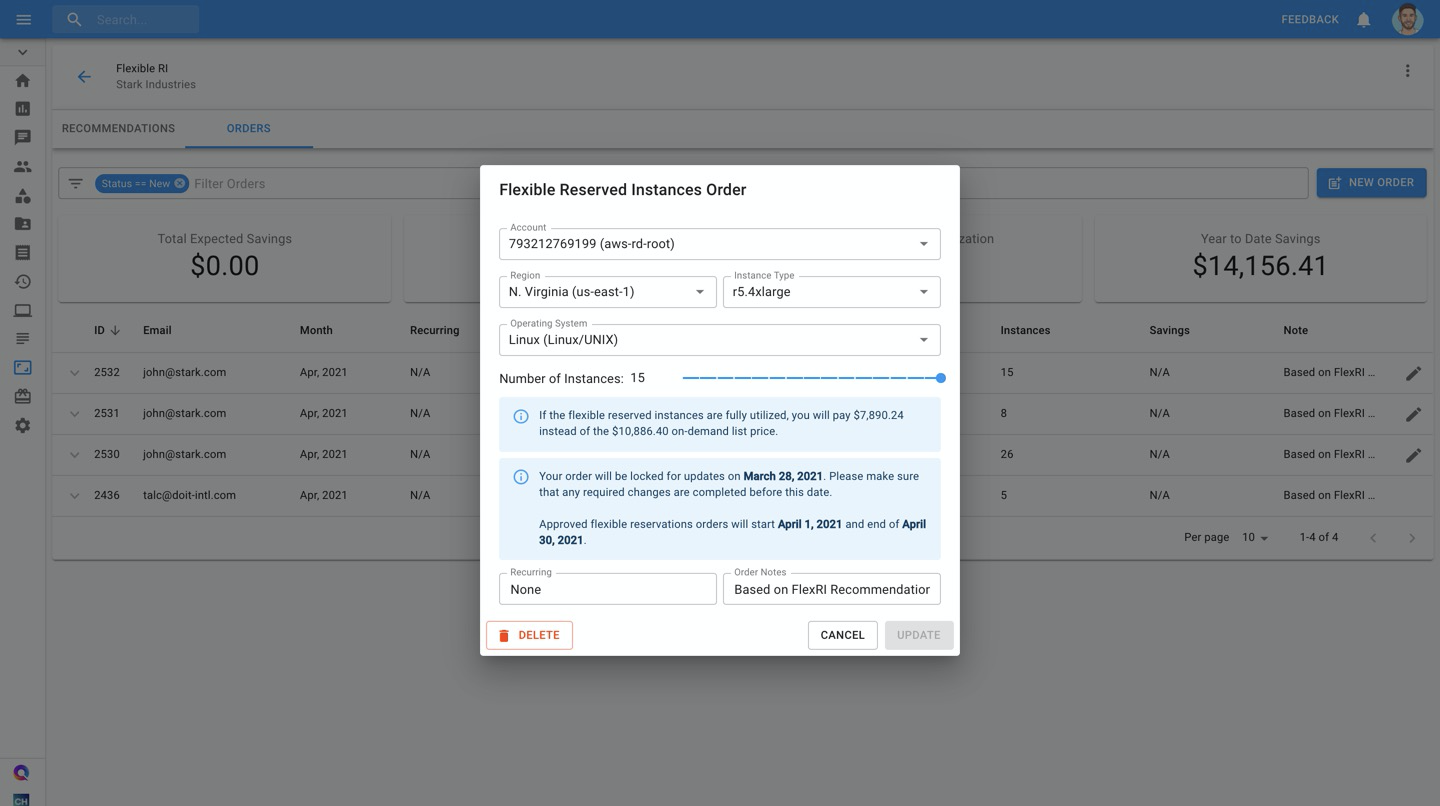 Search...
FEEDBACK
Flexible RI
Stark Industries
RECOMMENDATIONS
ORDERS
Status == New
Filter Orders
NEW ORDER
Total Expected Savings
$0.00
zation
Year to Date Savings
$14,156.41
ID
Email
Month
Recurring
Instances
Savings
Note
2532
john@stark.com
Apr, 2021
N/A
15
N/A
Based on FlexRI ...
2531
john@stark.com
Apr, 2021
N/A
8
N/A
Based on FlexRI ...
2530
john@stark.com
Apr, 2021
N/A
26
N/A
Based on FlexRI ...
2436
talc@doit-intl.com
Apr, 2021
N/A
5
N/A
Based on FlexRI ...
Per page
10
1-4 of 4
Flexible Reserved Instances Order
Account
793212769199 (aws-rd-root)
Region
N. Virginia (us-east-1)
Instance Type
r5.4xlarge
Operating System
Linux (Linux/UNIX)
Number of Instances: 15
If the flexible reserved instances are fully utilized, you will pay $7,890.24
instead of the $10,886.40 on-demand list price.
Your order will be locked for updates on March 28, 2021. Please make sure
that any required changes are completed before this date.
Approved flexible reservations orders will start April 1, 2021 and end of April
30, 2021.
Recurring
None
Order Notes
Based on FlexRI Recommendation
DELETE
CANCEL
UPDATE
CH